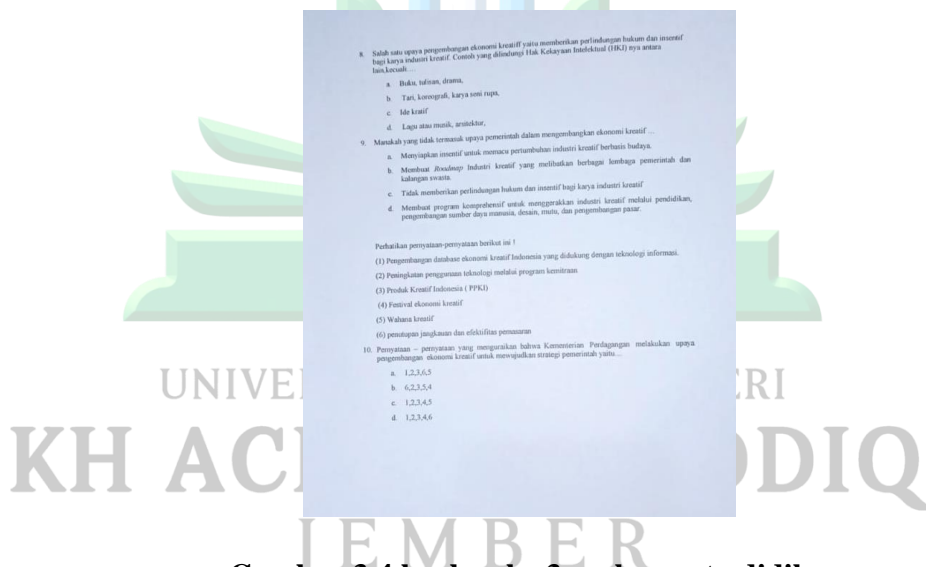 8. Salah satu upaya pengembangan ekonomi kreatiff yaitu memberikan perlindungan hukum dan insentif
bagi karya industri kreatif. Contoh yang dilindungi Hak Kekayaan Intelektual (HKI) nya antara
lain,kecuali....
a. Buku, tulisan, drama,
b. Tari, koreografi, karya seni rupa,
c. Ide kratif
d. Lagu atau musik, arsitektur,
9. Manakah yang tidak termasuk upaya pemerintah dalam mengembangkan ekonomi kreatif ...
a. Menyiapkan insentif untuk memacu pertumbuhan industri kreatif berbasis budaya.
b. Membuat Roadmap Industri kreatif yang melibatkan berbagai lembaga pemerintah dan
kalangan swasta.
c. Tidak memberikan perlindungan hukum dan insentif bagi karya industri kreatif
d. Membuat program komprehensif untuk menggerakkan industri kreatif melalui pendidikan,
pengembangan sumber daya manusia, desain, mutu, dan pengembangan pasar.
Perhatikan pernyataan-pernyataan berikut ini !
(1) Pengembangan database ekonomi kreatif Indonesia yang didukung dengan teknologi informasi.
(2) Peningkatan penggunaan teknologi melalui program kemitraan
(3) Produk Kreatif Indonesia ( PPKI)
(4) Festival ekonomi kreatif
(5) Wahana kreatif
(6) penutupan jangkauan dan efektifitas pemasaran
10. Pernyataan – pernyataan yang menguraikan bahwa Kementerian Perdagangan melakukan upaya
pengembangan ekonomi kreatif untuk mewujudkan strategi pemerintah yaitu...
a. 1,2,3,6,5
b. 6,2,3,5,4
c. 1,2,3,4,5
d. 1,2,3,4,6
UNIVE RI
KH AC DIQ
JEMBER